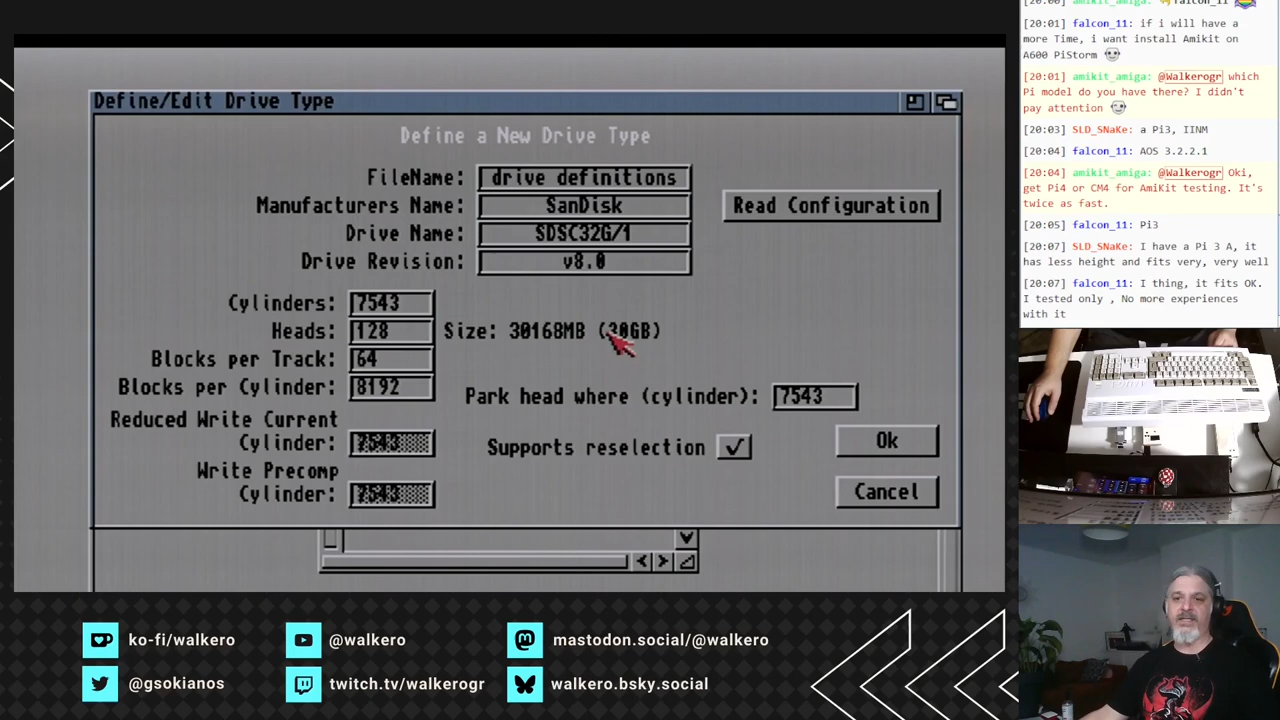 Define/Edit Drive Type
Define a New Drive Type
FileName: drive definitions
Manufacturers Name: SanDisk
Read Configuration
Drive Name: SDSC32G/1
Drive Revision: v8.0
Cylinders: 7543
Heads: 128 Size: 30168MB (30GB)
Blocks per Track: 64
Blocks per Cylinder: 8192
Park head where (cylinder): 7543
Reduced Write Current
Cylinder: 7543
Supports reselection
Ok
Write Precomp
Cylinder: 7543
Cancel
ko-fi/walkero
@walkero
mastodon.social/@walkero
@gsokianos
twitch.tv/walkerogr
walkero.bsky.social
[20:00] amikit_amiga: falcon_11
[20:01] falcon_11: if i will have a
more Time, i want install Amikit on
A600 PiStorm
[20:01] amikit_amiga: @Walkerogr which
Pi model do you have there? I didn't
pay attention
[20:03] SLD_SNaKe: a Pi3, IINM
[20:04] falcon_11: AOS 3.2.2.1
[20:04] amikit_amiga: @Walkerogr Oki,
get Pi4 or CM4 for AmiKit testing. It's
twice as fast.
[20:05] falcon_11: Pi3
[20:07] SLD_SNaKe: I have a Pi 3 A, it
has less height and fits very, very well
[20:07] falcon_11: I thing, it fits OK.
I tested only , No more experiences
with it